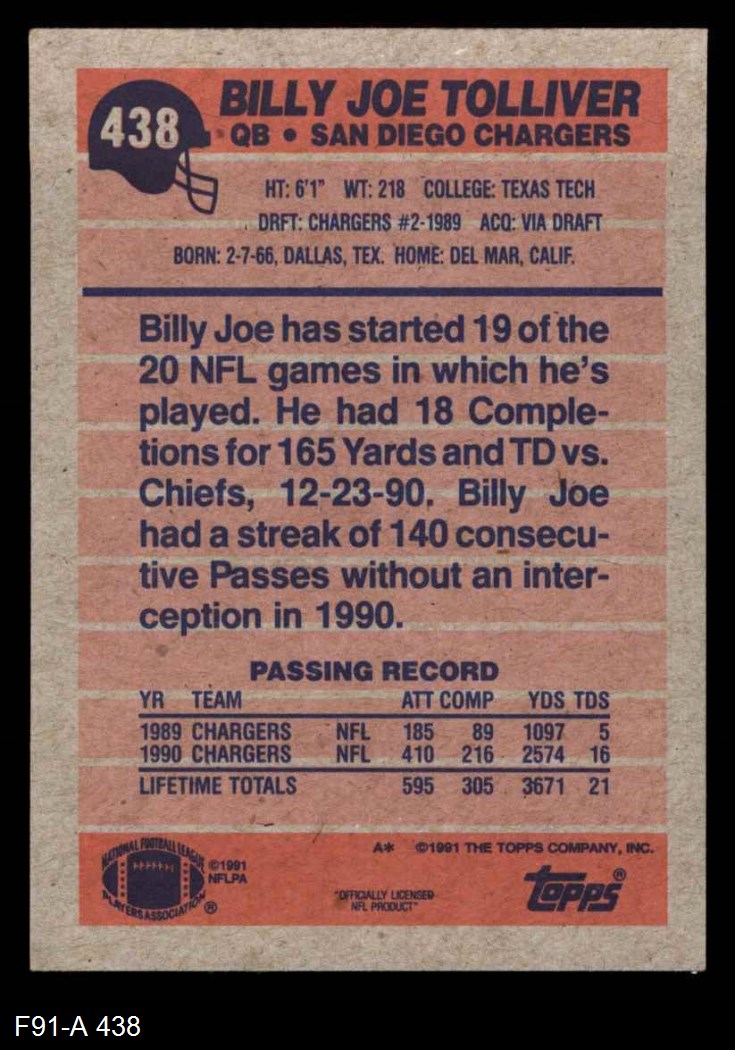 438
BILLY JOE TOLLIVER
QB • SAN DIEGO CHARGERS
HT: 6'1" WT: 218 COLLEGE: TEXAS TECH
DRFT: CHARGERS #2-1989 ACQ: VIA DRAFT
BORN: 2-7-66, DALLAS, TEX. HOME: DEL MAR, CALIF.
Billy Joe has started 19 of the
20 NFL games in which he's
played. He had 18 Comple-
tions for 165 Yards and TD vs.
Chiefs, 12-23-90. Billy Joe
had a streak of 140 consecu-
tive Passes without an inter-
ception in 1990.
PASSING RECORD
YR TEAM ATT COMP YDS TDS
1989 CHARGERS NFL 185 89 1097 5
1990 CHARGERS NFL 410 216 2574 16
LIFETIME TOTALS 595 305 3671 21
NATIONAL FOOTBALL LEAGUE
PLAYERS ASSOCIATION ®
©1991
NFLPA
A* ©1991 THE TOPPS COMPANY, INC.
"OFFICIALLY LICENSED
NFL PRODUCT"
Topps®
F91-A 438